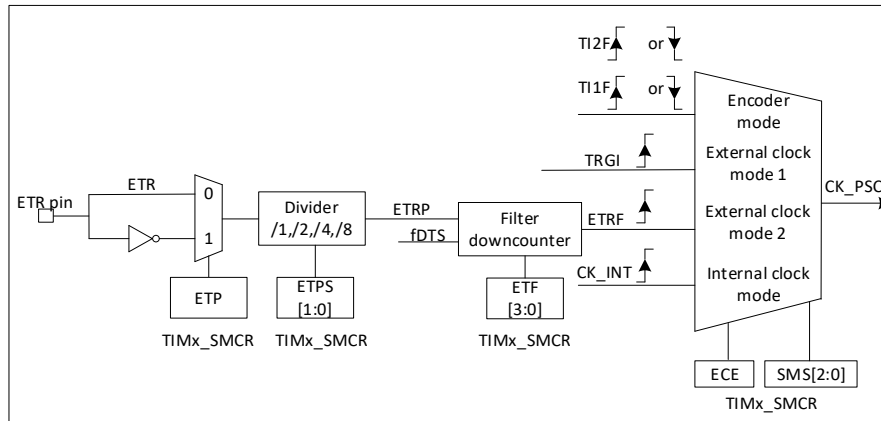 TI2F or
TI1F or
Encoder
mode
TRGI
External clock
mode 1
CK_PSC
ETR pin
ETR
0
1
Divider
/1,/2,/4,/8
ETRP
fDTS
Filter
downcounter
ETRF
External clock
mode 2
CK_INT
Internal clock
mode
ETP
ETPS
[1:0]
ETF
[3:0]
TIMx_SMCR
TIMx_SMCR
TIMx_SMCR
ECE
SMS[2:0]
TIMx_SMCR